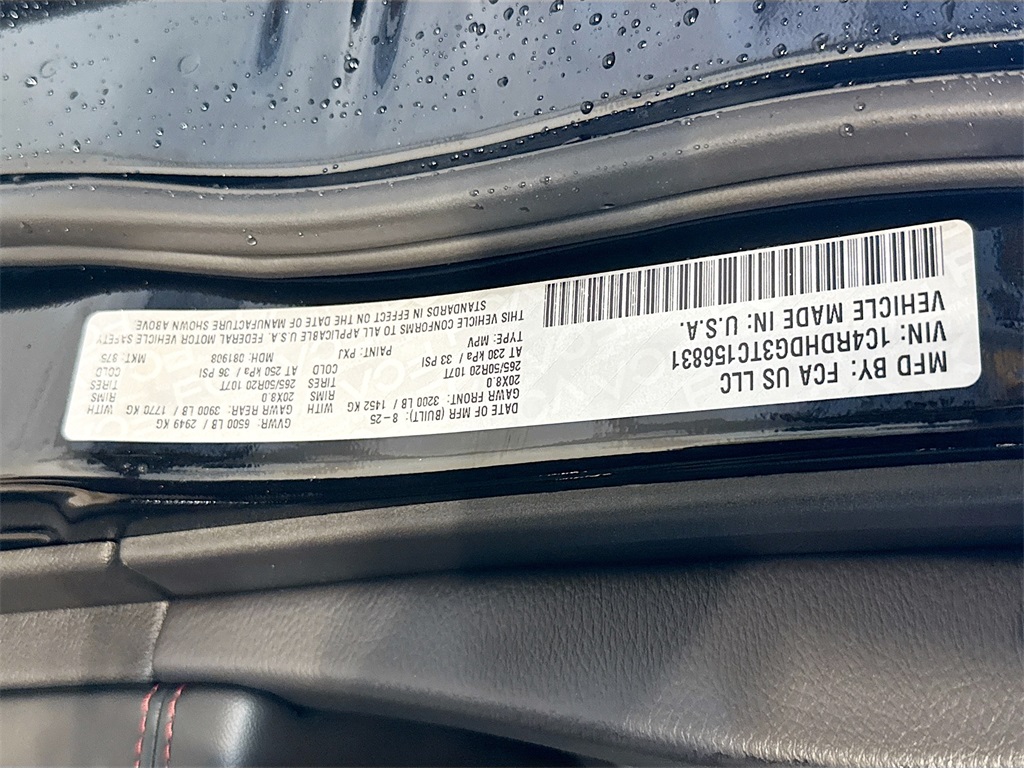 MFD BY: FCA US LLC
VIN: 1C4RDHDG3TC156831
VEHICLE MADE IN: U.S.A.
DATE OF MFR (BUILT): 8-25
GAWR FRONT: 3200 LB / 1452 KG
WITH
20X8.0
RIMS
265/50R20 107T
TIRES
AT 230 kPa / 33 PSI
COLD
TYPE: MPV
PAINT: PXJ
GVWR: 6500 LB / 2949 KG
GAWR REAR: 3900 LB / 1770 KG
WITH
20X8.0
RIMS
265/50R20 107T
TIRES
AT 250 kPa / 36 PSI
COLD
MDH: 081908
MKT: 975
THIS VEHICLE CONFORMS TO ALL APPLICABLE U.S.A. FEDERAL MOTOR VEHICLE SAFETY
STANDARDS IN EFFECT ON THE DATE OF MANUFACTURE SHOWN ABOVE